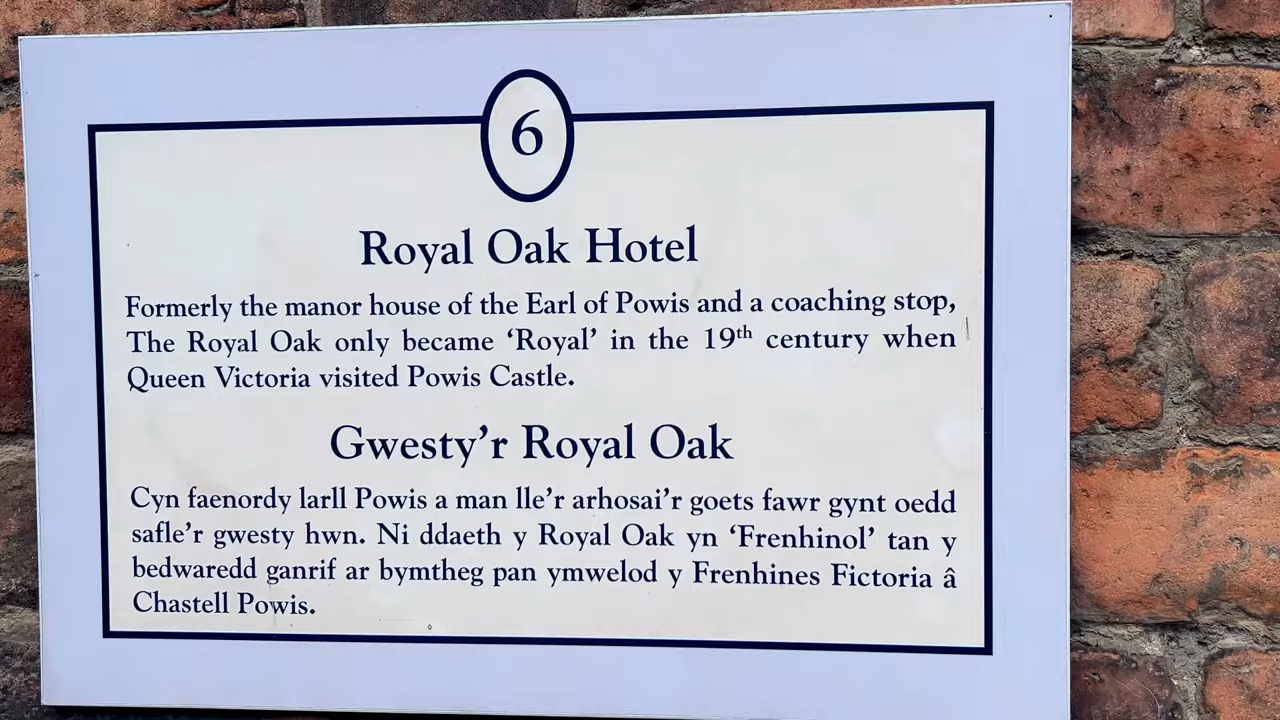 6
Royal Oak Hotel
Formerly the manor house of the Earl of Powis and a coaching stop,
The Royal Oak only became ‘Royal’ in the 19th century when
Queen Victoria visited Powis Castle.
Gwesty’r Royal Oak
Cyn faenordy larll Powis a man lle’r arhosai’r goets fawr gynt oedd
safle’r gwesty hwn. Ni ddaeth y Royal Oak yn ‘Frenhinol’ tan y
bedwaredd ganrif ar bymtheg pan ymwelod y Frenhines Fictoria â
Chastell Powis.